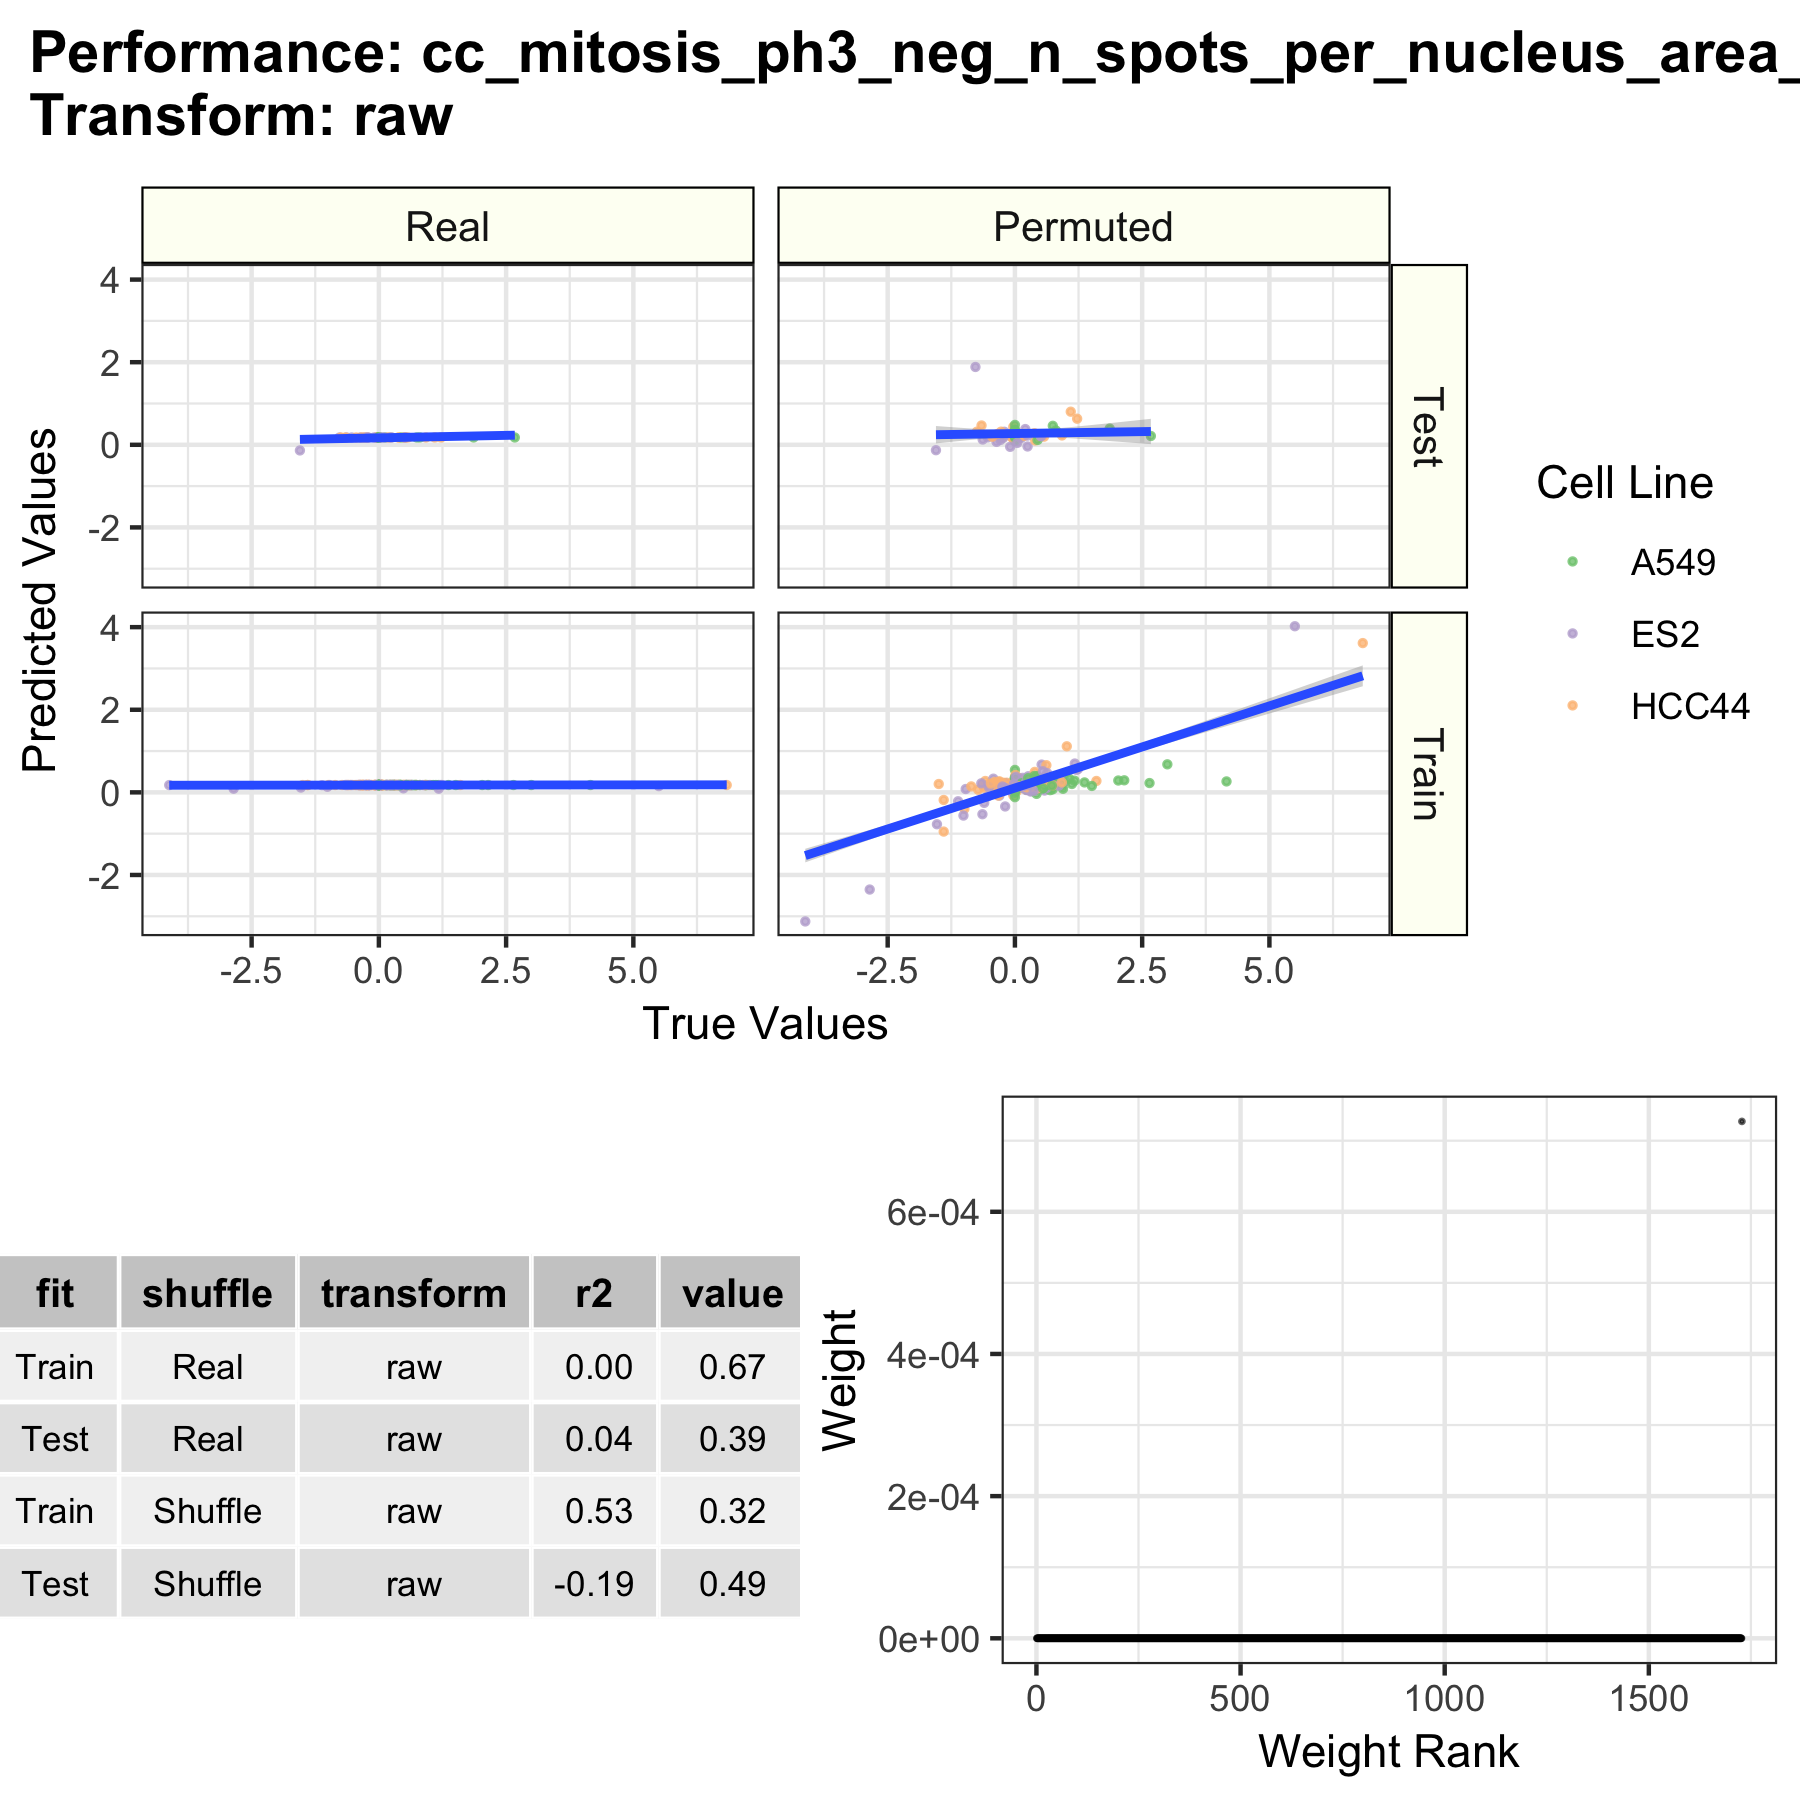 Performance: cc_mitosis_ph3_neg_n_spots_per_nucleus_area_
Transform: raw
Real
Permuted
4
2
0
-2
Test
4
2
0
-2
Train
Predicted Values
-2.5 0.0 2.5 5.0
-2.5 0.0 2.5 5.0
True Values
Cell Line
A549
ES2
HCC44
fit shuffle transform r2 value
Train Real raw 0.00 0.67
Test Real raw 0.04 0.39
Train Shuffle raw 0.53 0.32
Test Shuffle raw -0.19 0.49
Weight
6e-04
4e-04
2e-04
0e+00
0 500 1000 1500
Weight Rank